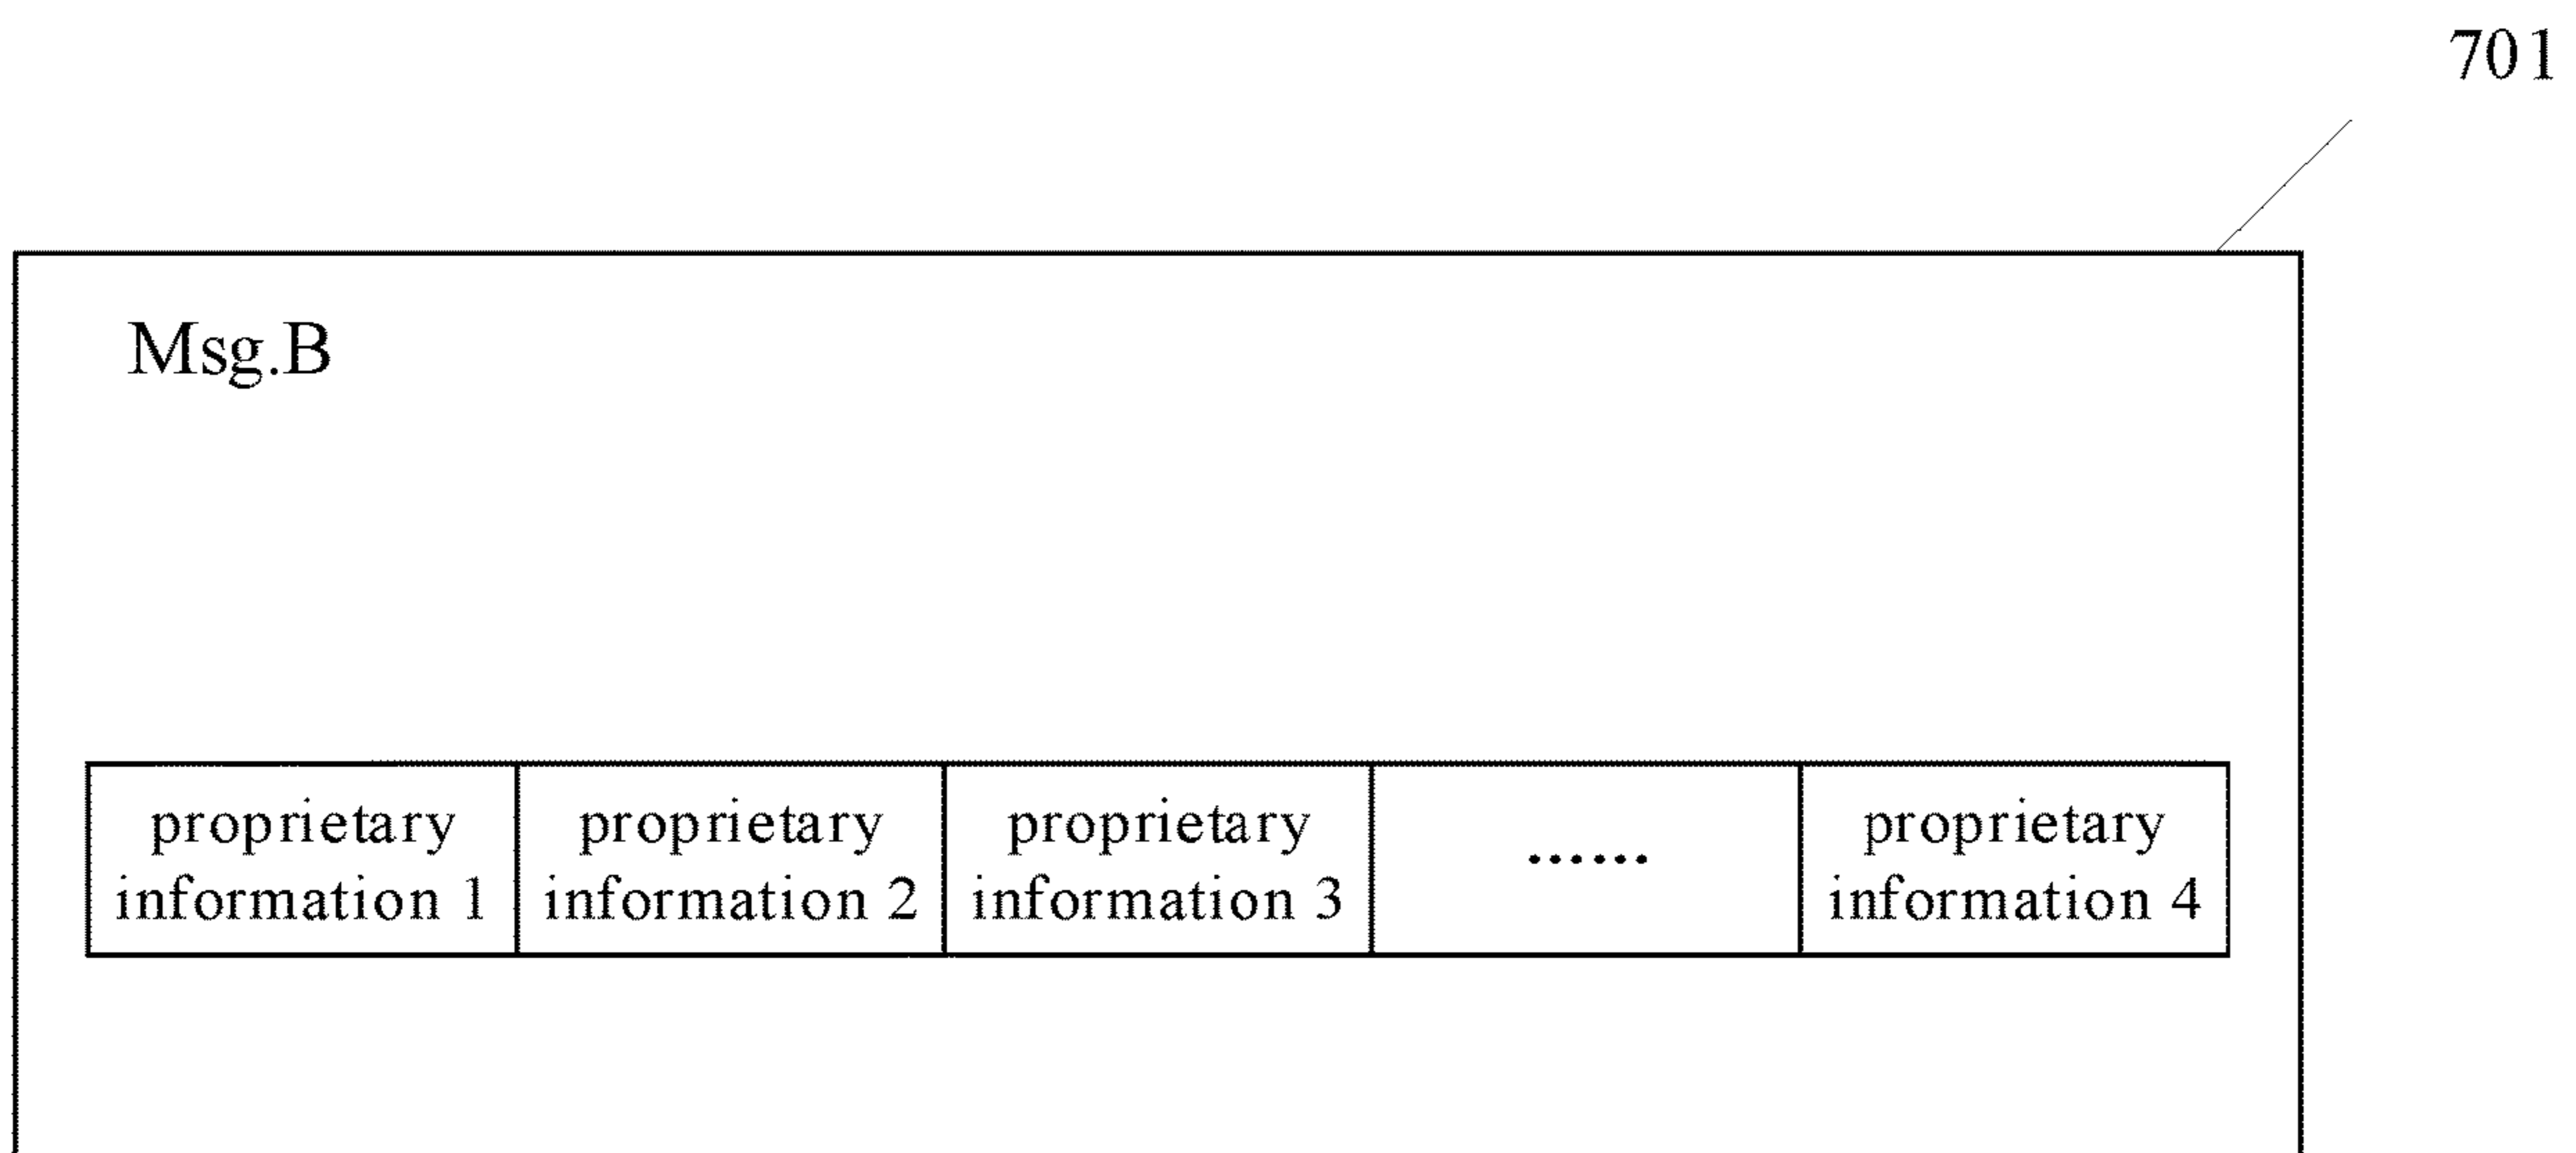 701
Msg.B
proprietary
information 1
proprietary
information 2
proprietary
information 3
......
proprietary
information 4